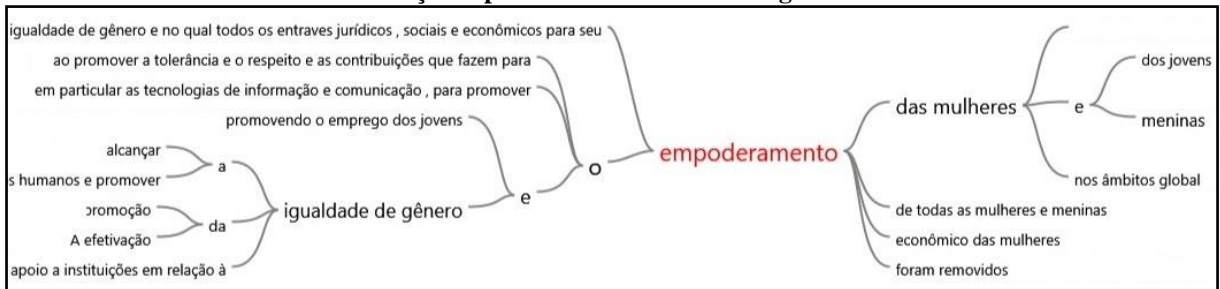 igualdade de gênero e no qual todos os entraves jurídicos , sociais e econômicos para seu
ao promover a tolerância e o respeito e as contribuições que fazem para
em particular as tecnologias de informação e comunicação , para promover
promovendo o emprego dos jovens
alcançar
s humanos e promover
a
promoção
A efetivação
da
apoio a instituições em relação à
igualdade de gênero
e
o
empoderamento
das mulheres
e
dos jovens
meninas
nos âmbitos global
de todas as mulheres e meninas
econômico das mulheres
foram removidos